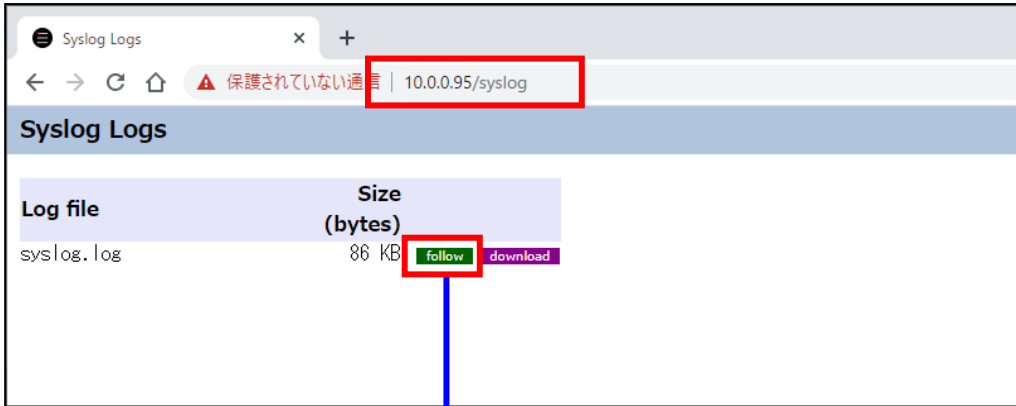 Syslog Logs
保護されていない通信 | 10.0.0.95/syslog
Syslog Logs
Log file Size (bytes)
syslog.log 86 KB follow download